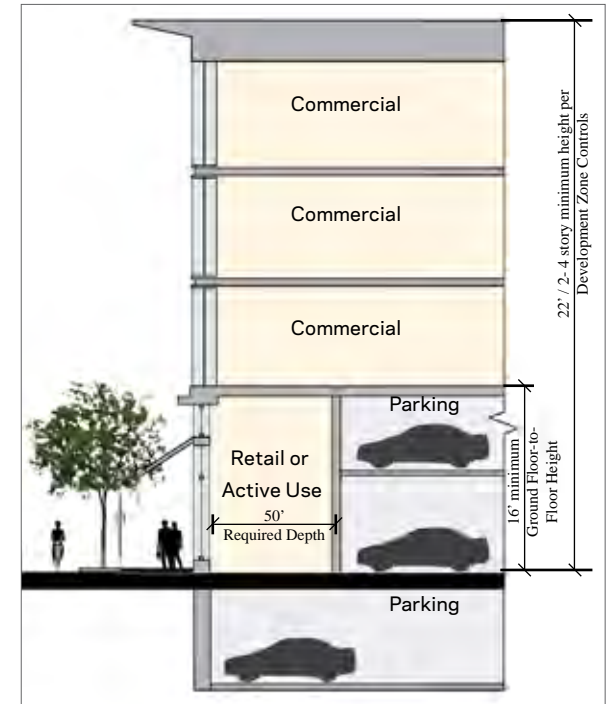 Commercial
Commercial
Commercial
Parking
Retail or
Active Use
50'
Required Depth
16' minimum
Ground Floor-to-
Floor Height
22' / 2- 4 story minimum height per
Development Zone Controls
Parking